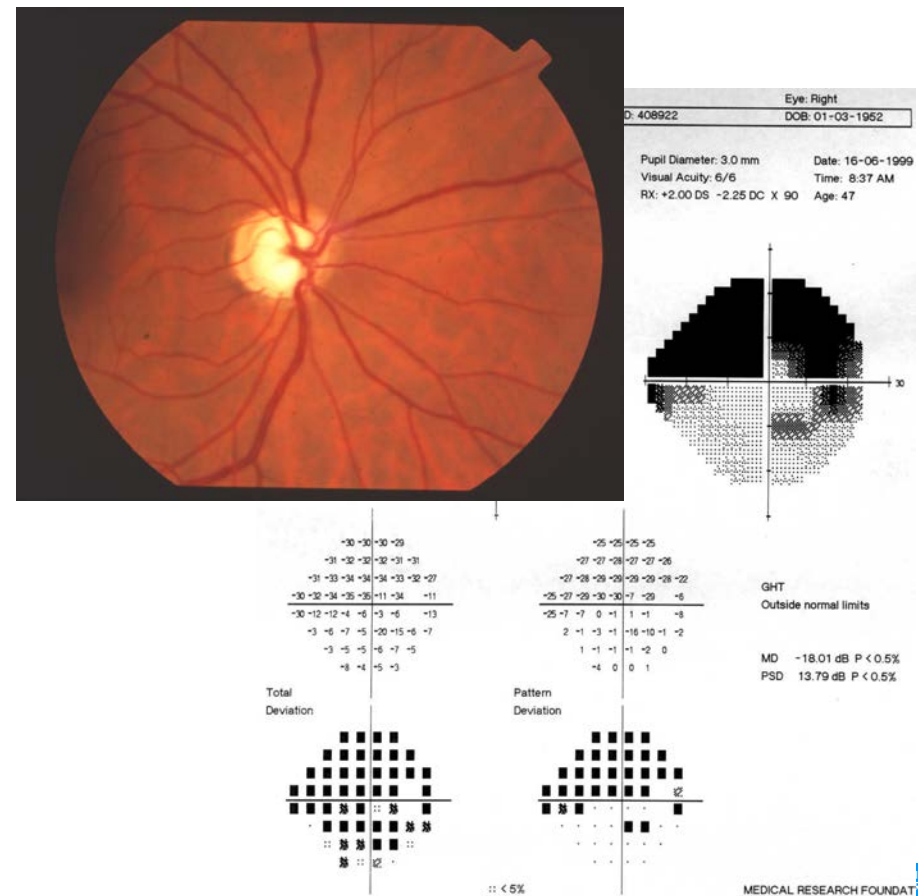 Eye: Right
D: 408922 DOB: 01-03-1952
Pupil Diameter: 3.0 mm Date: 16-06-1999
Visual Acuity: 6/6 Time: 8:37 AM
RX: +2.00 DS -2.25 DC X 90 Age: 47
30
-30 -30 -30 -29 -25 -25 -25 -25
-31 -32 -32 -32 -31 -31 -27 -27 -28 -27 -27 -26
-31 -33 -34 -34 -34 -33 -32 -27 -27 -28 -29 -29 -29 -29 -28 -22
-30 -32 -34 -35 -35 -11 -34 -11 -25 -27 -29 -30 -30 -7 -29 -6
-30 -12 -12 -4 -6 -3 -6 -13 -25 -7 -7 0 -1 1 -1 -8
-3 -6 -7 -5 -20 -15 -6 -7 2 -1 -3 -1 -16 -10 -1 -2
-3 -5 -5 -6 -7 -5 1 -1 -1 -1 -2 0
-8 -4 -5 -3 -4 0 0 1
GHT
Outside normal limits
MD -18.01 dB P < 0.5%
PSD 13.79 dB P < 0.5%
Total
Deviation
Pattern
Deviation
:: < 5%
MEDICAL RESEARCH FOUNDAT